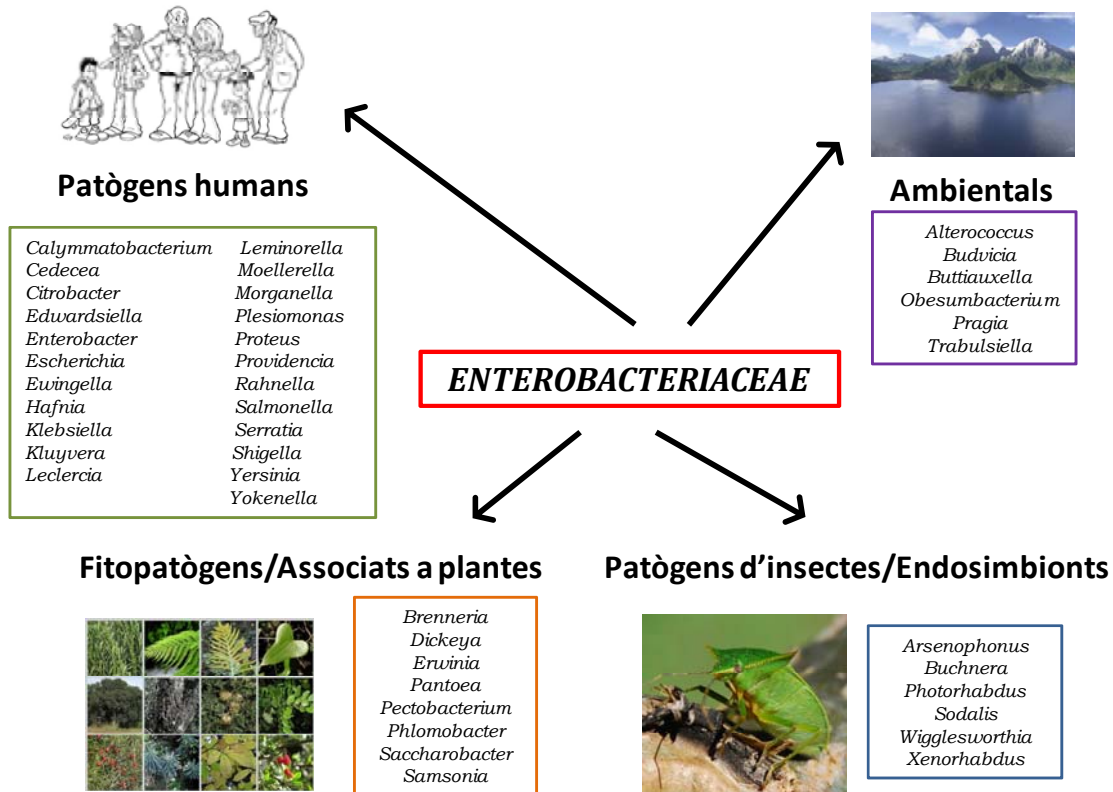 Patògens humans
Calymmatobacterium
Cedecea
Citrobacter
Edwardsiella
Enterobacter
Escherichia
Ewingella
Hafnia
Klebsiella
Kluyvera
Leclercia
Leminorella
Moellerella
Morganella
Plesiomonas
Proteus
Providencia
Rahnella
Salmonella
Serratia
Shigella
Yersinia
Yokenella
Ambientals
Alterococcus
Budvicia
Buttiauxella
Obesumbacterium
Pragia
Trabulsiella
ENTEROBACTERIACEAE
Fitopatògens/Associats a plantes
Brenneria
Dickeya
Erwinia
Pantoea
Pectobacterium
Phlomobacter
Saccharobacter
Samsonia
Patògens d’insectes/Endosimbionts
Arsenophonus
Buchnera
Photorhabdus
Sodalis
Wigglesworthia
Xenorhabdus